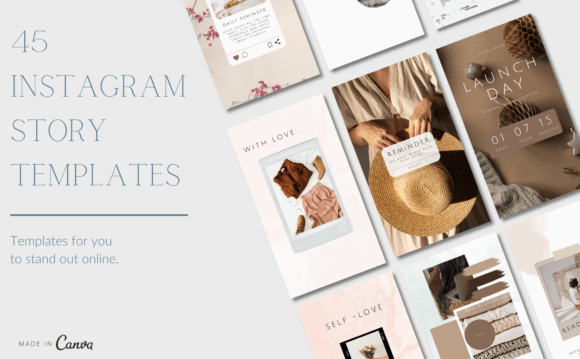 45
INSTAGRAM
STORY
TEMPLATES
Templates for you
to stand out online.
MADE IN Canva
DAILY REMINDER
WITH LOVE...
REMINDER
LAUNCH
DAY
01 : 07 : 15
SELF-LOVE